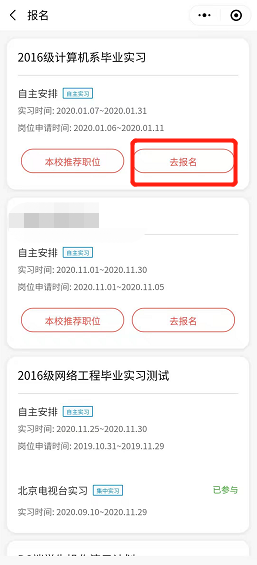 报名
2016级计算机系毕业实习
自主安排 自主实习
实习时间: 2020.01.07~2020.01.31
岗位申请时间: 2020.01.06~2020.01.11
本校推荐职位 去报名
自主安排 自主实习
实习时间: 2020.11.01~2020.11.30
岗位申请时间: 2020.11.01~2020.11.05
本校推荐职位 去报名
2016级网络工程毕业实习测试
自主安排 自主实习
实习时间: 2020.11.25~2020.11.30
岗位申请时间: 2019.10.31~2019.11.29
北京电视台实习 集中实习 已参与
实习时间: 2020.09.10~2020.11.29